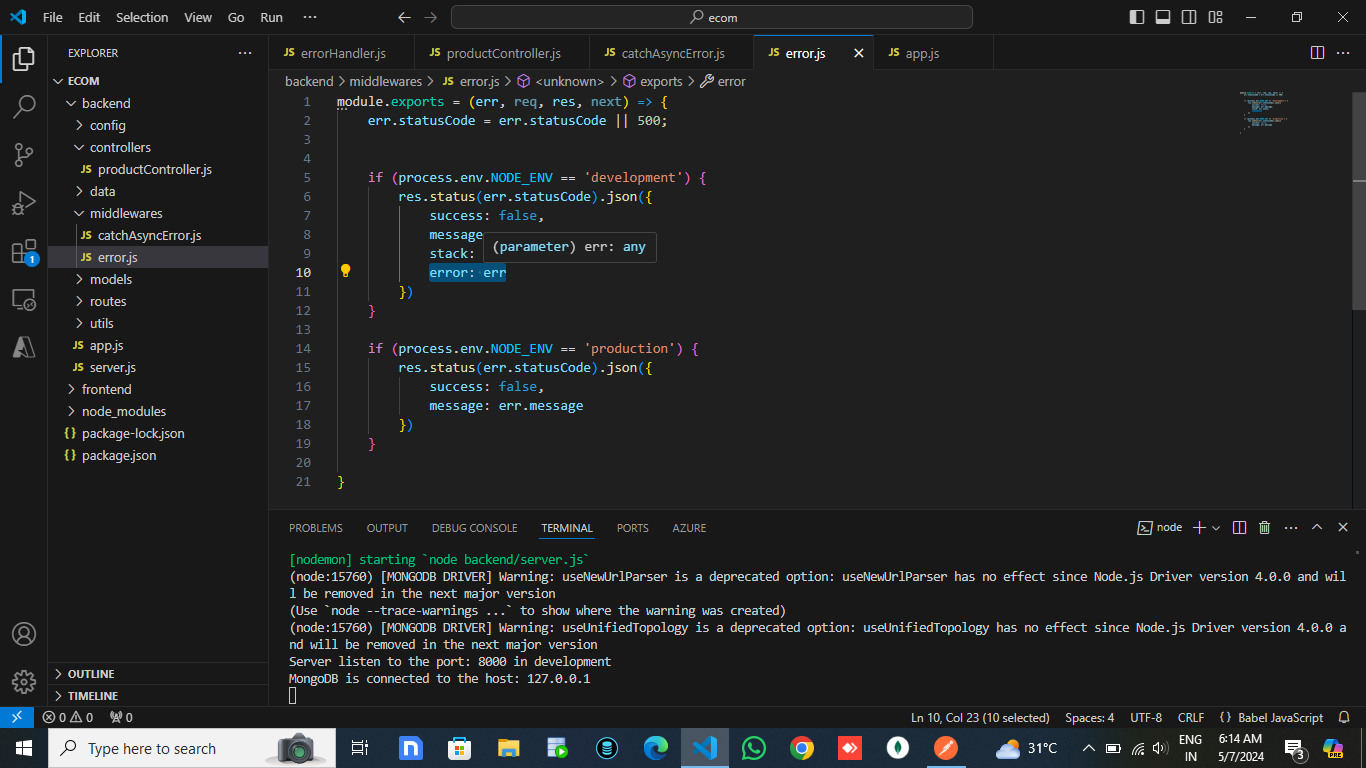 File Edit Selection View Go Run ··· ecom
EXPLORER ···
ECOM
backend
config
controllers
JS productController.js
data
middlewares
JS catchAsyncError.js
JS error.js
models
routes
utils
JS app.js
JS server.js
frontend
node_modules
{} package-lock.json
{} package.json
OUTLINE
TIMELINE
1
JS errorHandler.js JS productController.js JS catchAsyncError.js JS error.js JS app.js
backend > middlewares > JS error.js > <unknown> > exports > error
1 module.exports = (err, req, res, next) => {
2 err.statusCode = err.statusCode || 500;
3
4
5 if (process.env.NODE_ENV == 'development') {
6 res.status(err.statusCode).json({
7 success: false,
8 message
9 stack:
(parameter) err: any
10 error: err
11 })
12 }
13
14 if (process.env.NODE_ENV == 'production') {
15 res.status(err.statusCode).json({
16 success: false,
17 message: err.message
18 })
19 }
20
21 }
PROBLEMS OUTPUT DEBUG CONSOLE TERMINAL PORTS AZURE node
[nodemon] starting `node backend/server.js`
(node:15760) [MONGODB DRIVER] Warning: useNewUrlParser is a deprecated option: useNewUrlParser has no effect since Node.js Driver version 4.0.0 and wil
l be removed in the next major version
(Use `node --trace-warnings ...` to show where the warning was created)
(node:15760) [MONGODB DRIVER] Warning: useUnifiedTopology is a deprecated option: useUnifiedTopology has no effect since Node.js Driver version 4.0.0 a
nd will be removed in the next major version
Server listen to the port: 8000 in development
MongoDB is connected to the host: 127.0.0.1
0 0 0 Ln 10, Col 23 (10 selected) Spaces: 4 UTF-8 CRLF {} Babel JavaScript
Type here to search 31°C ENG 6:14 AM
IN 5/7/2024 3 PRE